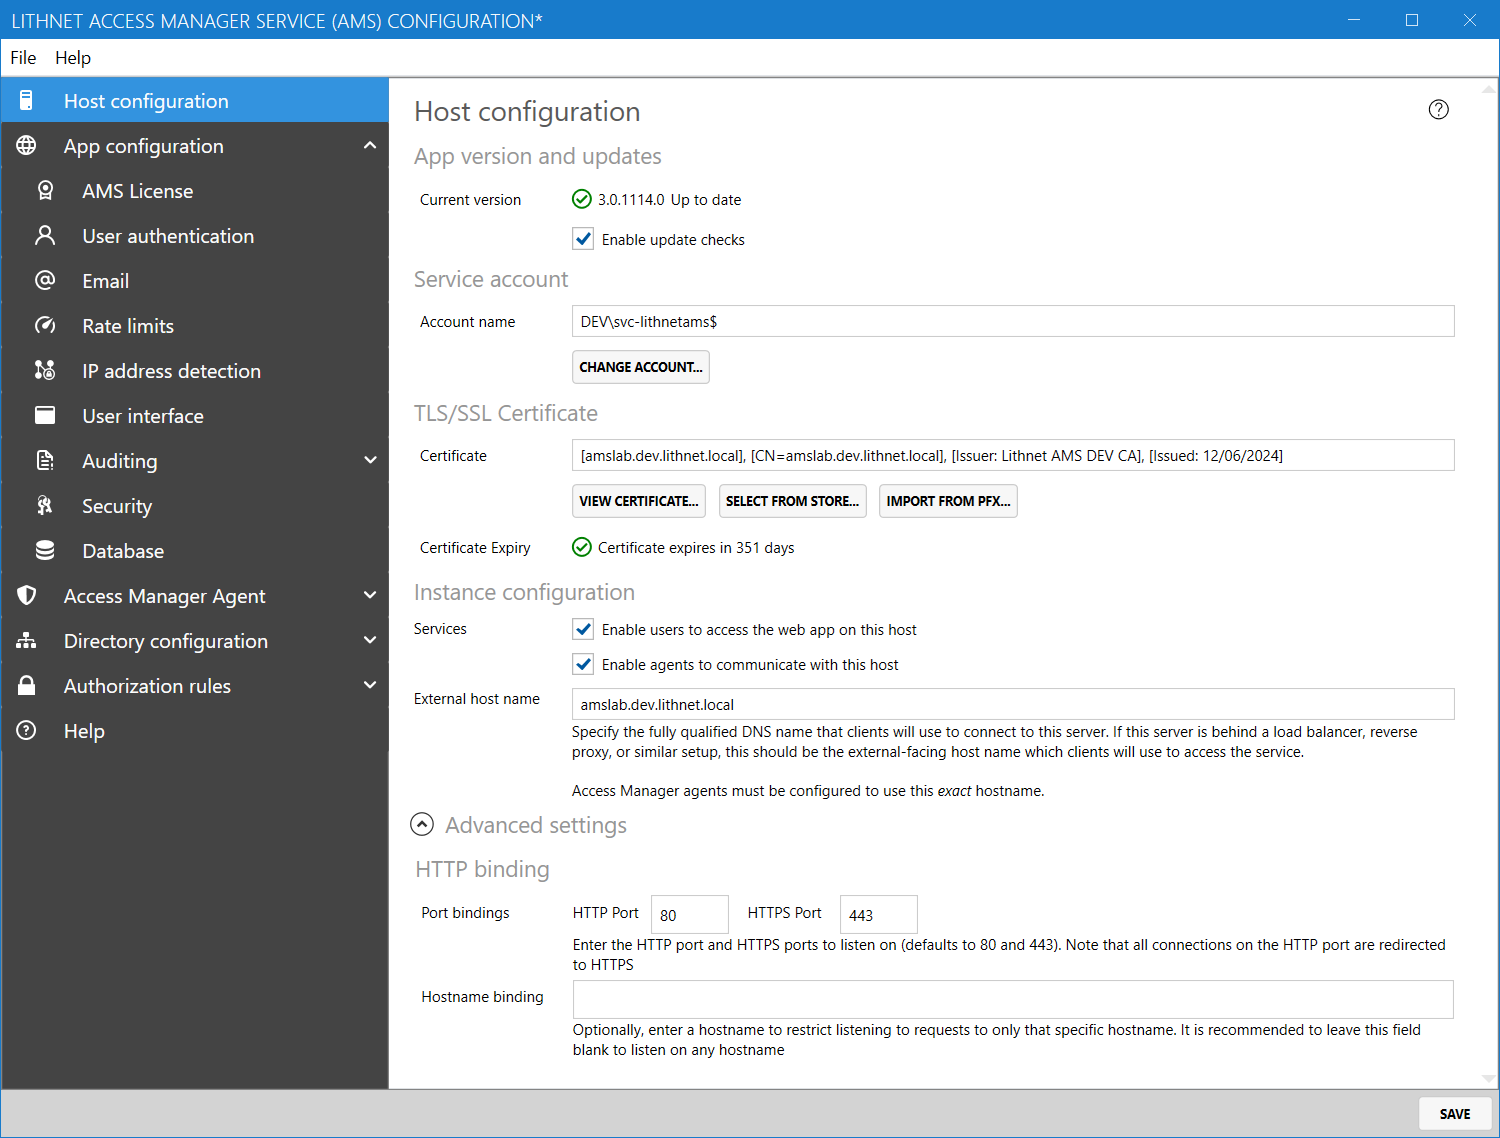 LITHNET ACCESS MANAGER SERVICE (AMS) CONFIGURATION*
File Help
Host configuration
App configuration
AMS License
User authentication
Email
Rate limits
IP address detection
User interface
Auditing
Security
Database
Access Manager Agent
Directory configuration
Authorization rules
Help
Host configuration
App version and updates
Current version 3.0.1114.0 Up to date
Enable update checks
Service account
Account name DEV\svc-lithnetams$
CHANGE ACCOUNT...
TLS/SSL Certificate
Certificate [amslab.dev.lithnet.local], [CN=amslab.dev.lithnet.local], [Issuer: Lithnet AMS DEV CA], [Issued: 12/06/2024]
VIEW CERTIFICATE... SELECT FROM STORE... IMPORT FROM PFX...
Certificate Expiry Certificate expires in 351 days
Instance configuration
Services Enable users to access the web app on this host
Enable agents to communicate with this host
External host name amslab.dev.lithnet.local
Specify the fully qualified DNS name that clients will use to connect to this server. If this server is behind a load balancer, reverse
proxy, or similar setup, this should be the external-facing host name which clients will use to access the service.
Access Manager agents must be configured to use this exact hostname.
Advanced settings
HTTP binding
Port bindings HTTP Port 80 HTTPS Port 443
Enter the HTTP port and HTTPS ports to listen on (defaults to 80 and 443). Note that all connections on the HTTP port are redirected
to HTTPS
Hostname binding
Optionally, enter a hostname to restrict listening to requests to only that specific hostname. It is recommended to leave this field
blank to listen on any hostname
SAVE